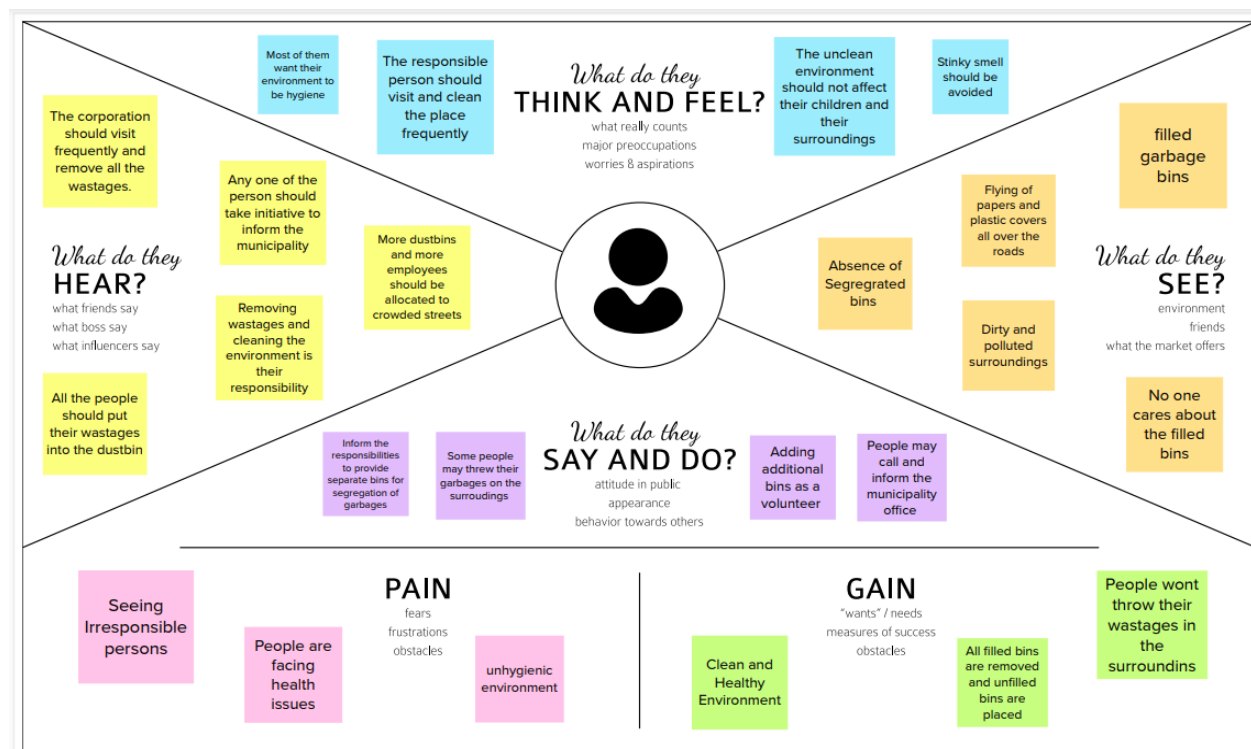 Most of them
want their
environment to
be hygiene
The responsible
person should
visit and clean
the place
frequently
What do they
THINK AND FEEL?
what really counts
major preoccupations
worries & aspirations
The unclean
environment
should not affect
their children and
their
surroundings
Stinky smell
should be
avoided
The corporation
should visit
frequently and
remove all the
wastages.
Any one of the
person should
take initiative to
inform the
municipality
More dustbins
and more
employees
should be
allocated to
crowded streets
What do they
HEAR?
what friends say
what boss say
what influencers say
Removing
wastages and
cleaning the
environment is
their
responsibility
All the people
should put
their wastages
into the dustbin
filled
garbage
bins
Flying of
papers and
plastic covers
all over the
roads
Absence of
Segregated
bins
What do they
SEE?
environment
friends
what the market offers
Dirty and
polluted
surroundings
No one
cares about
the filled
bins
Inform the
responsibilities
to provide
separate bins for
segregation of
garbages
Some people
may threw their
garbages on the
surroudings
What do they
SAY AND DO?
attitude in public
appearance
behavior towards others
Adding
additional
bins as a
volunteer
People may
call and
inform the
municipality
office
Seeing
Irresponsible
persons
PAIN
fears
frustrations
obstacles
People are
facing
health
issues
unhygienic
environment
GAIN
"wants" / needs
measures of success
obstacles
Clean and
Healthy
Environment
All filled bins
are removed
and unfilled
bins are
placed
People wont
throw their
wastages in
the
surroundins